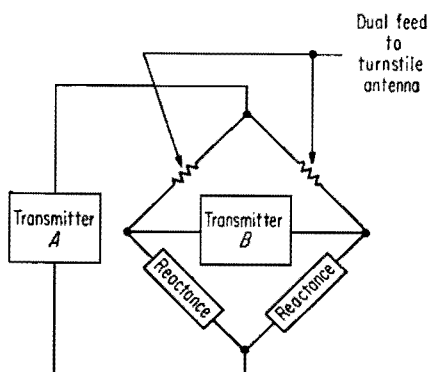 Dual feed
to
turnstile
antenna
Transmitter
A
Transmitter
B
Reactance
Reactance